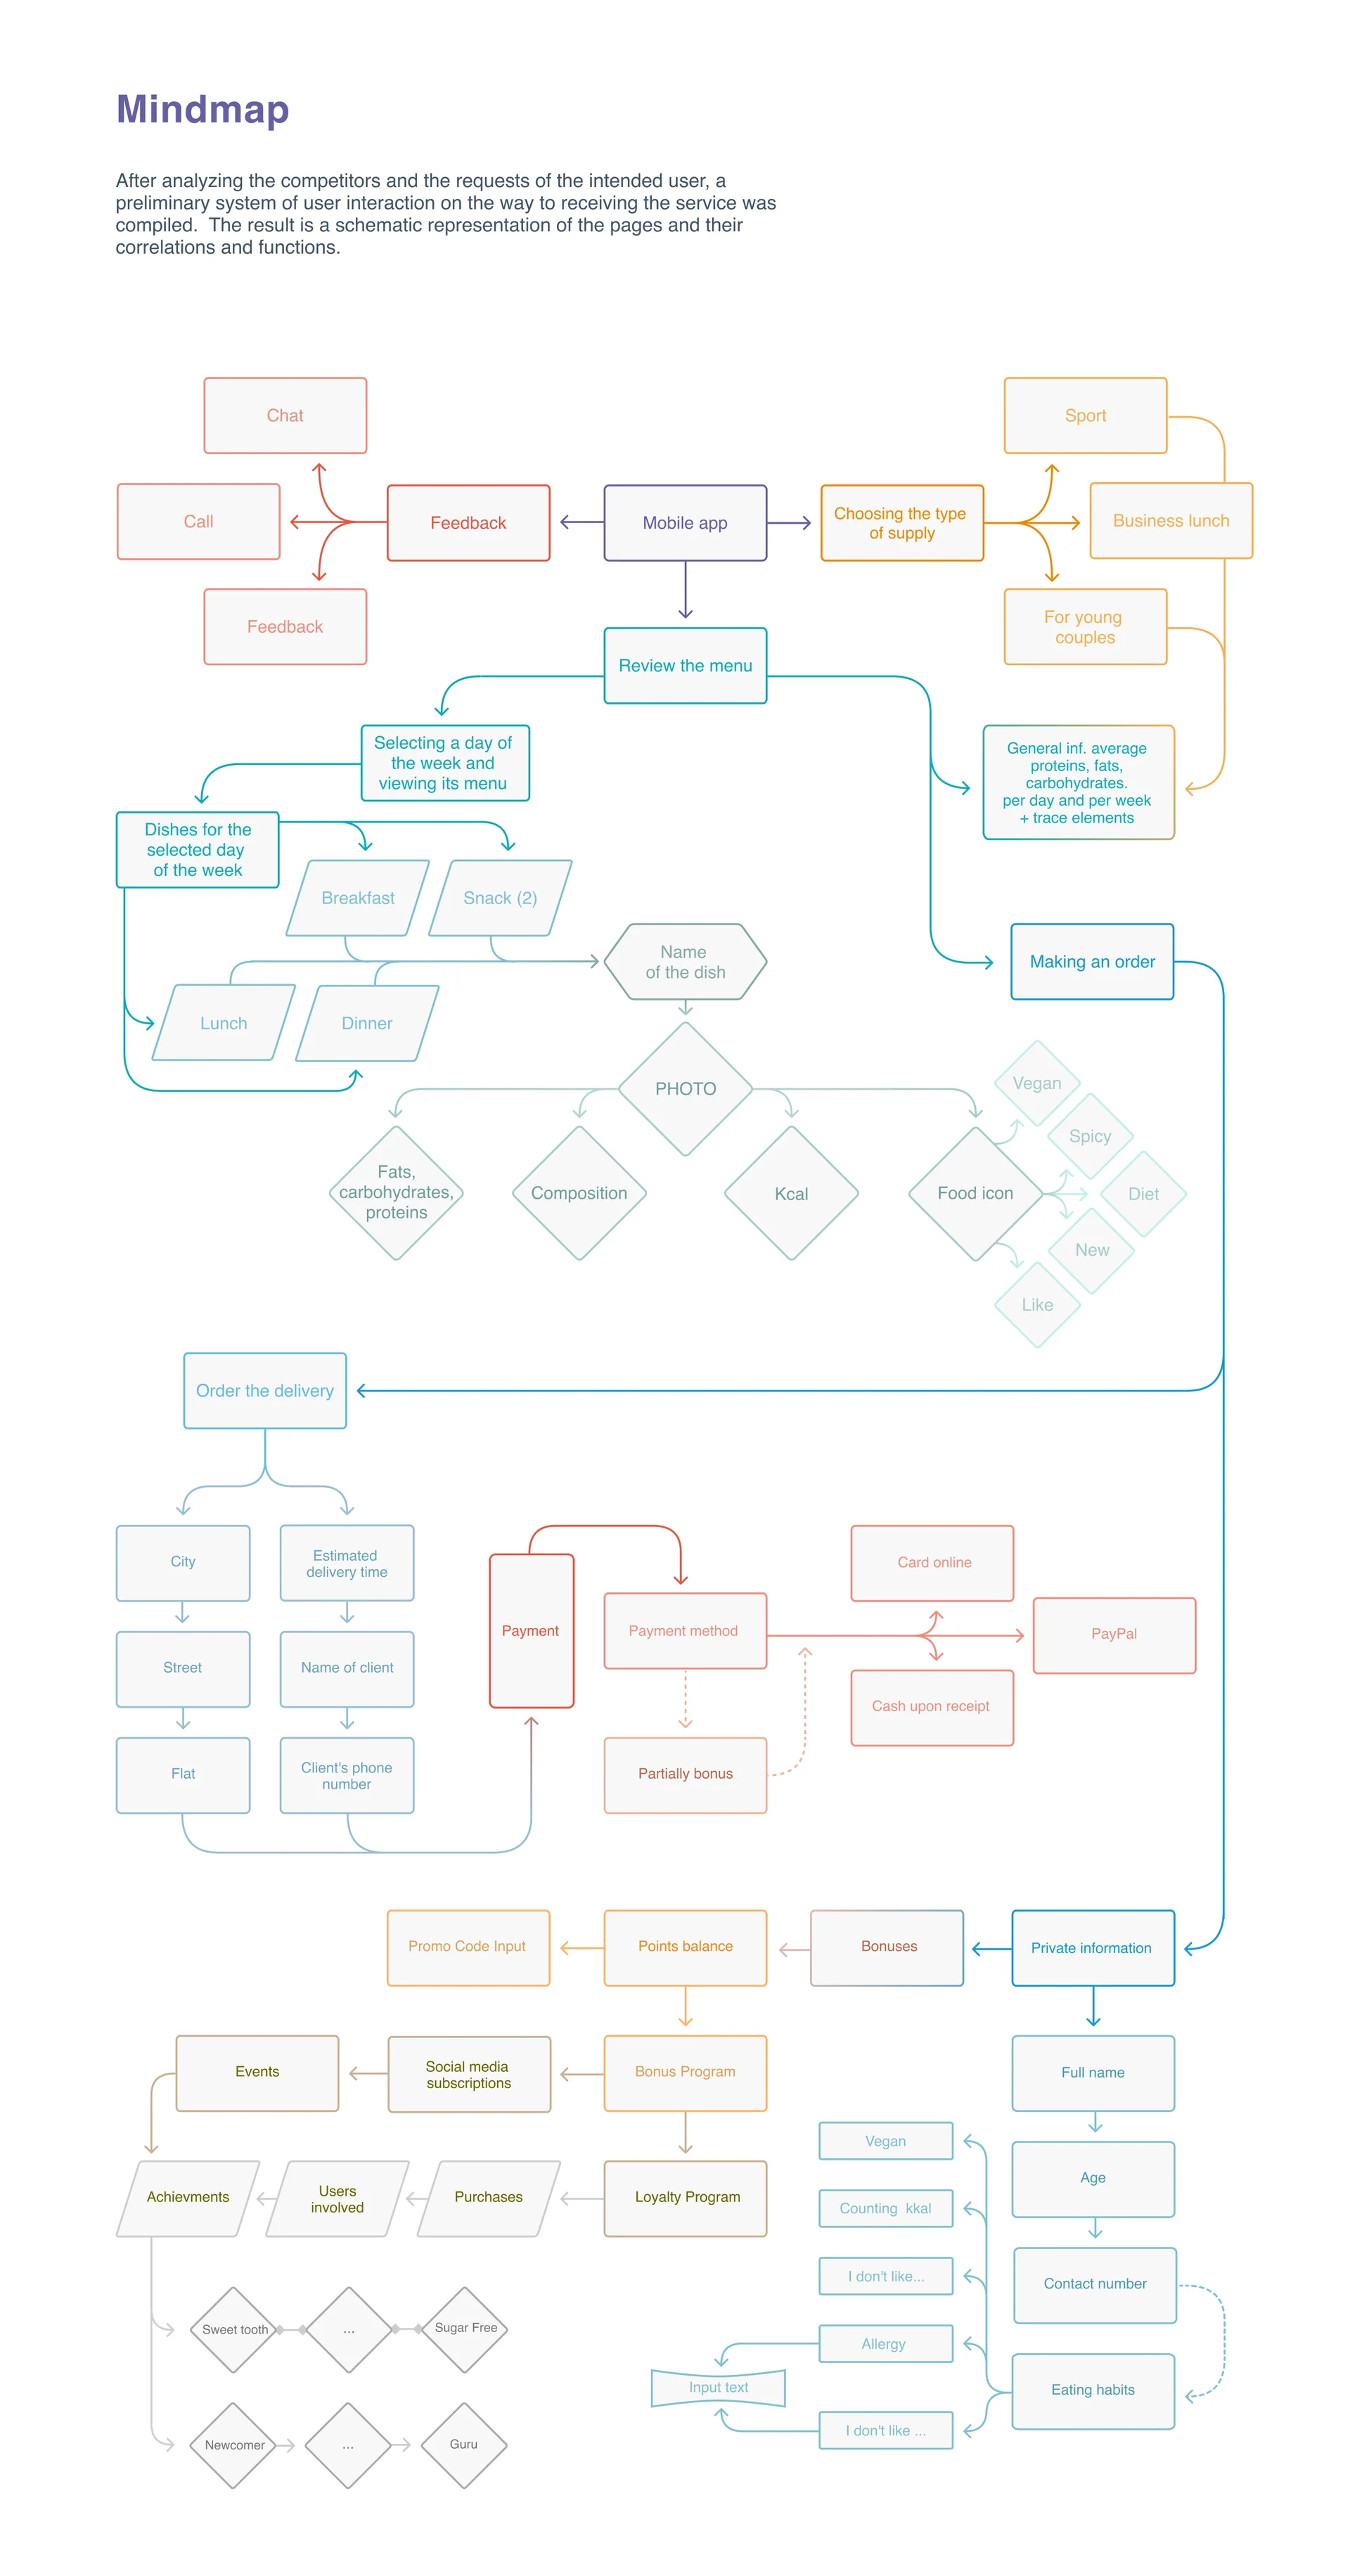 Mindmap
After analyzing the competitors and the requests of the intended user, a
preliminary system of user interaction on the way to receiving the service was
compiled.  The result is a schematic representation of the pages and their
correlations and functions.
Chat
Sport
Call
Feedback
Mobile app
Choosing the type
of supply
Business lunch
Feedback
For young
couples
Review the menu
Selecting a day of
the week and
viewing its menu
General inf. average
proteins, fats,
carbohydrates.
per day and per week
+ trace elements
Dishes for the
selected day
of the week
Breakfast
Snack (2)
Name
of the dish
Making an order
Lunch
Dinner
PHOTO
Vegan
Spicy
Fats,
carbohydrates,
proteins
Composition
Kcal
Food icon
Diet
New
Like
Order the delivery
City
Estimated
delivery time
Card online
Payment
Payment method
PayPal
Street
Name of client
Cash upon receipt
Flat
Client's phone
number
Partially bonus
Promo Code Input
Points balance
Bonuses
Private information
Events
Social media
subscriptions
Bonus Program
Full name
Vegan
Achievments
Users
involved
Purchases
Loyalty Program
Age
Counting  kkal
I don't like...
Contact number
Sweet tooth
...
Sugar Free
Allergy
Input text
Eating habits
I don't like ...
Newcomer
...
Guru